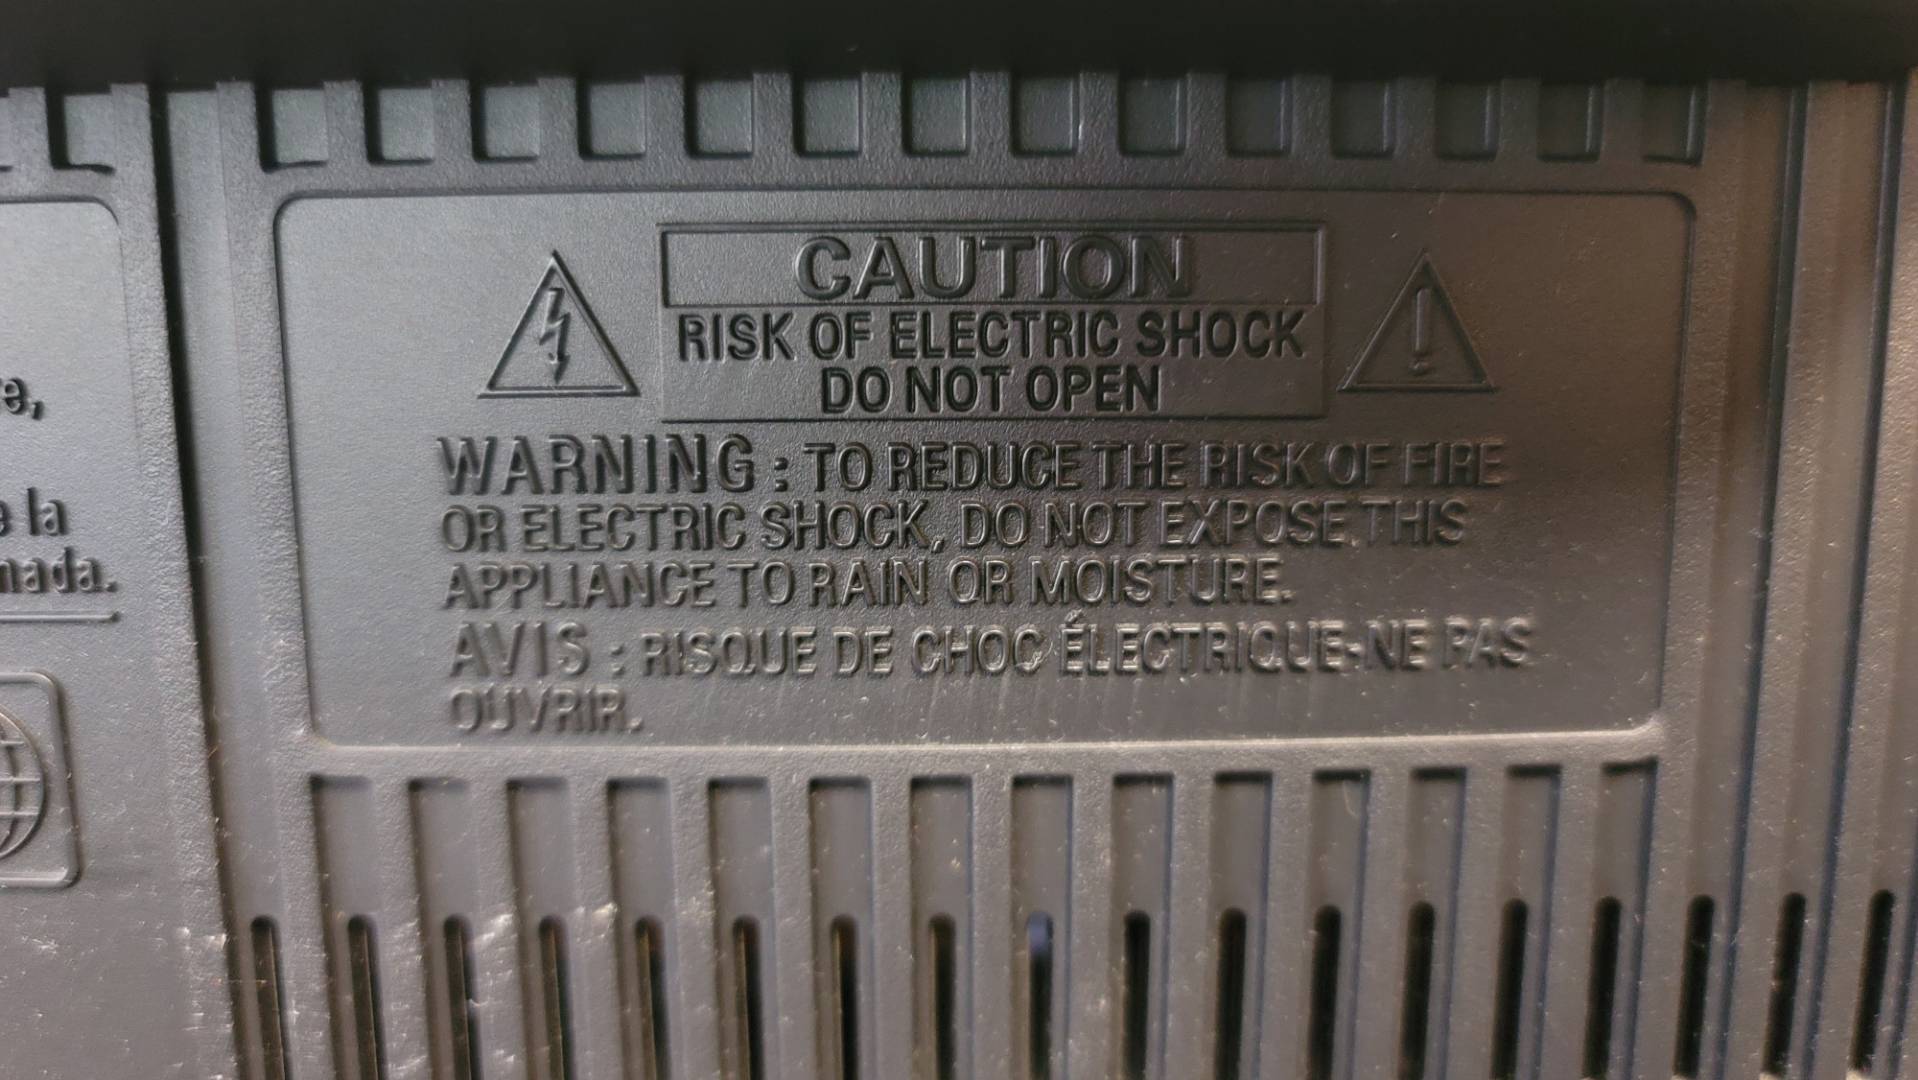 CAUTION
RISK OF ELECTRIC SHOCK
DO NOT OPEN
WARNING : TO REDUCE THE RISK OF FIRE
OR ELECTRIC SHOCK, DO NOT EXPOSE THIS
APPLIANCE TO RAIN OR MOISTURE.
AVIS : RISQUE DE CHOC ÉLECTRIQUE-NE PAS
OUVRIR.
la